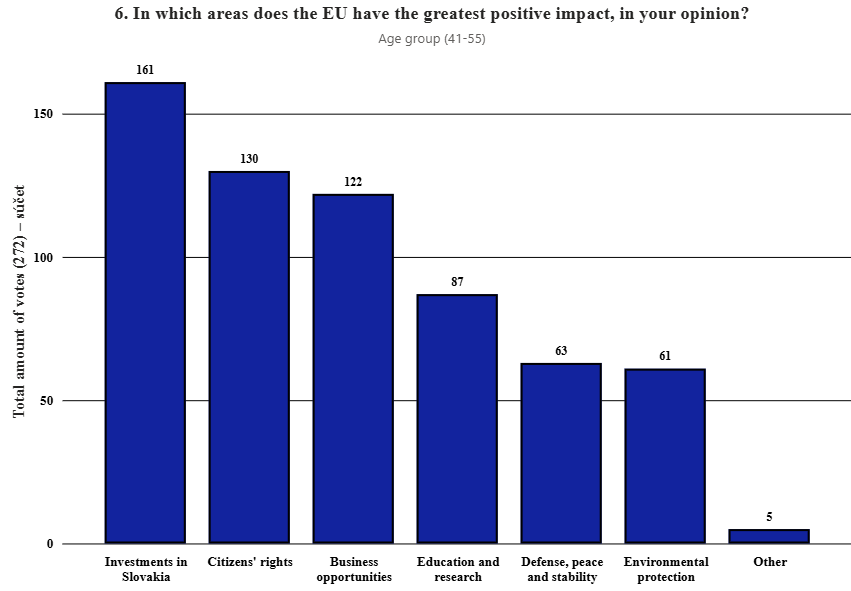 6. In which areas does the EU have the greatest positive impact, in your opinion?
Age group (41-55)
Total amount of votes (272) – súčet
150
100
50
0
161
130
122
87
63
61
5
Investments in
Slovakia
Citizens' rights
Business
opportunities
Education and
research
Defense, peace
and stability
Environmental
protection
Other